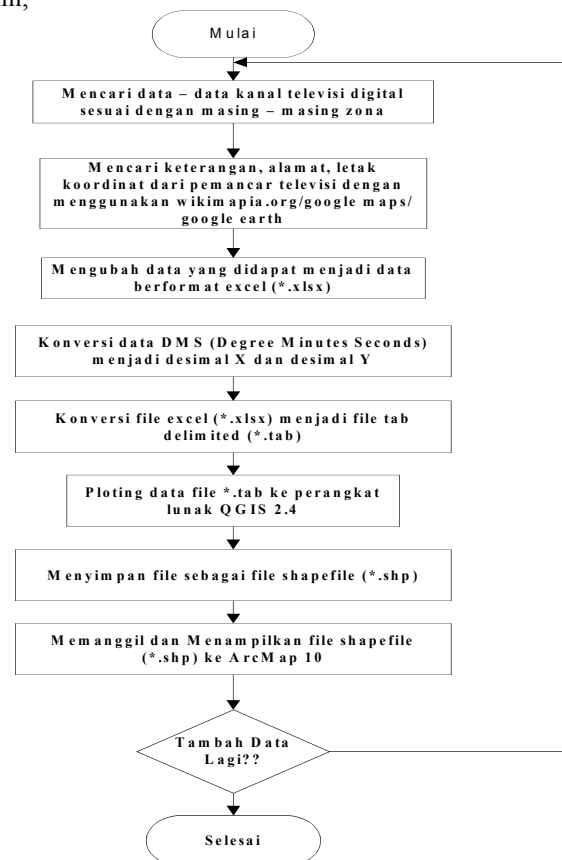 Mulai
Mencari data – data kanal televisi digital
sesuai dengan masing – masing zona
Mencari keterangan, alamat, letak
koordinat dari pemancar televisi dengan
menggunakan wikimapia.org/google maps/
google earth
Mengubah data yang didapat menjadi data
berformat excel (*.xlsx)
Konversi data DMS (Degree Minutes Seconds)
menjadi desimal X dan desimal Y
Konversi file excel (*.xlsx) menjadi file tab
delimited (*.tab)
Ploting data file *.tab ke perangkat
lunak QGIS 2.4
Menyimpan file sebagai file shapefile (*.shp)
Memanggil dan Menampilkan file shapefile
(*.shp) ke ArcMap 10
Tambah Data
Lagi??
Selesai